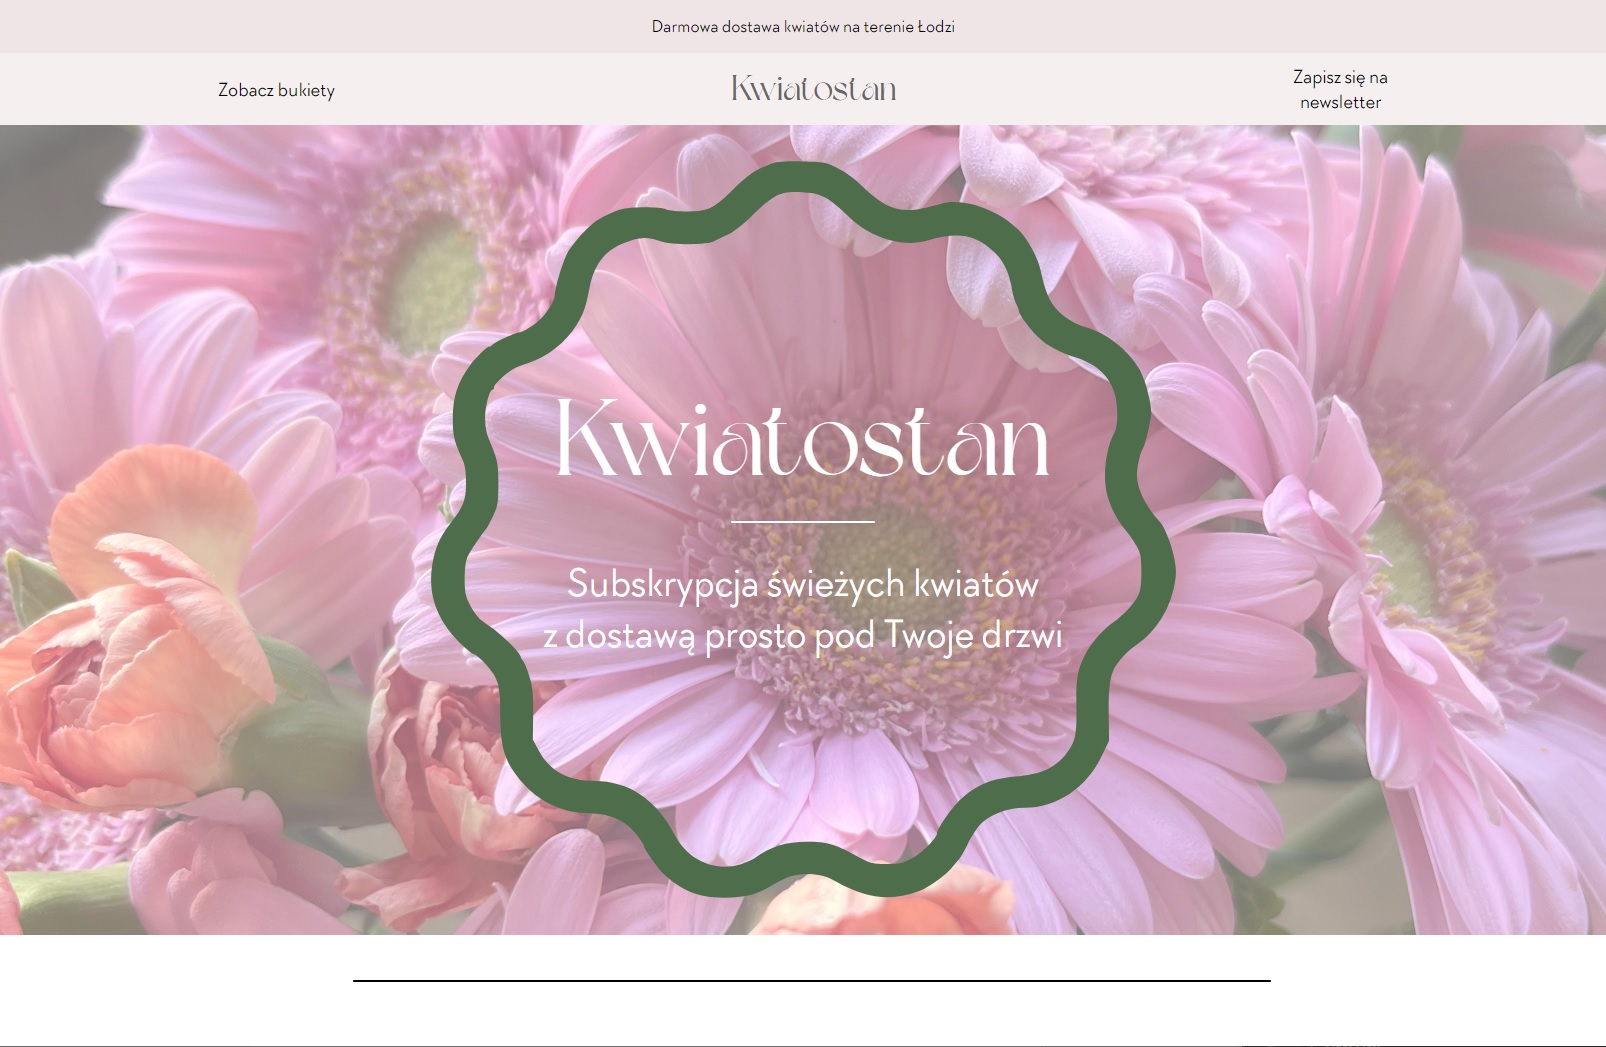 Darmowa dostawa kwiatów na terenie Łodzi
Zobacz bukiety
Kwiatostan
Zapisz się na
newsletter
Kwiatostan
Subskrypcja świeżych kwiatów
z dostawą prosto pod Twoje drzwi